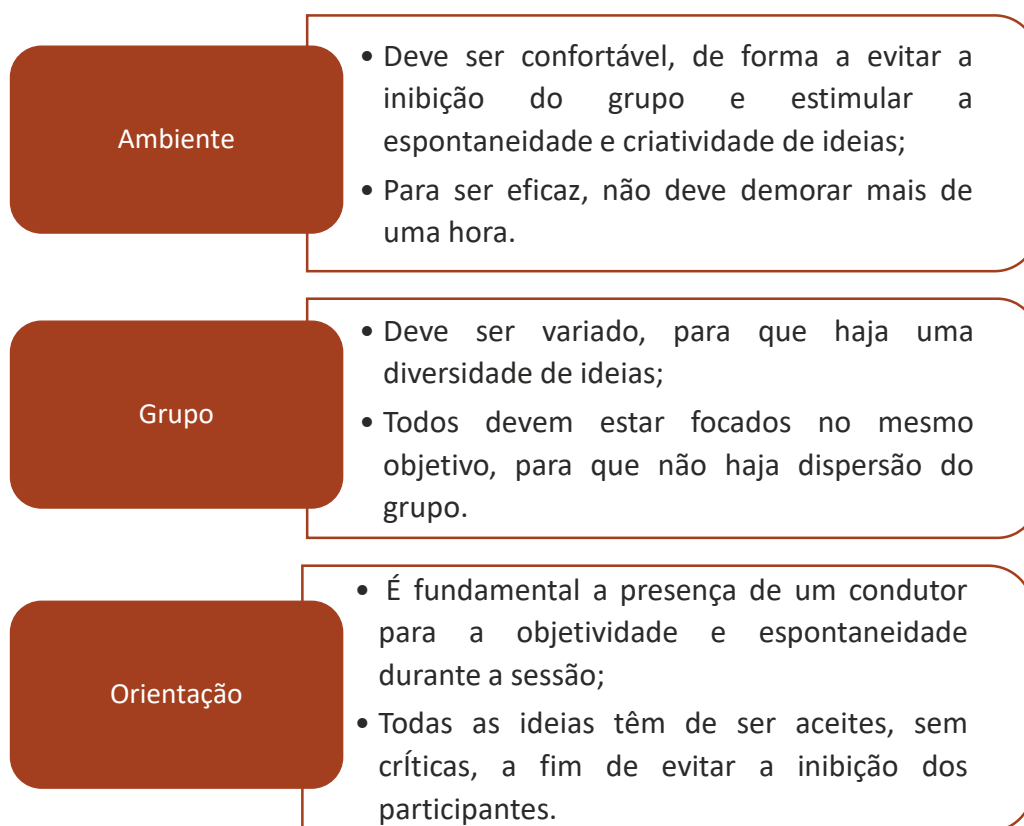 Ambiente
• Deve ser confortável, de forma a evitar a
inibição do grupo e estimular a
espontaneidade e criatividade de ideias;
• Para ser eficaz, não deve demorar mais de
uma hora.
Grupo
• Deve ser variado, para que haja uma
diversidade de ideias;
• Todos devem estar focados no mesmo
objetivo, para que não haja dispersão do
grupo.
Orientação
• É fundamental a presença de um condutor
para a objetividade e espontaneidade
durante a sessão;
• Todas as ideias têm de ser aceites, sem
crÍticas, a fim de evitar a inibição dos
participantes.